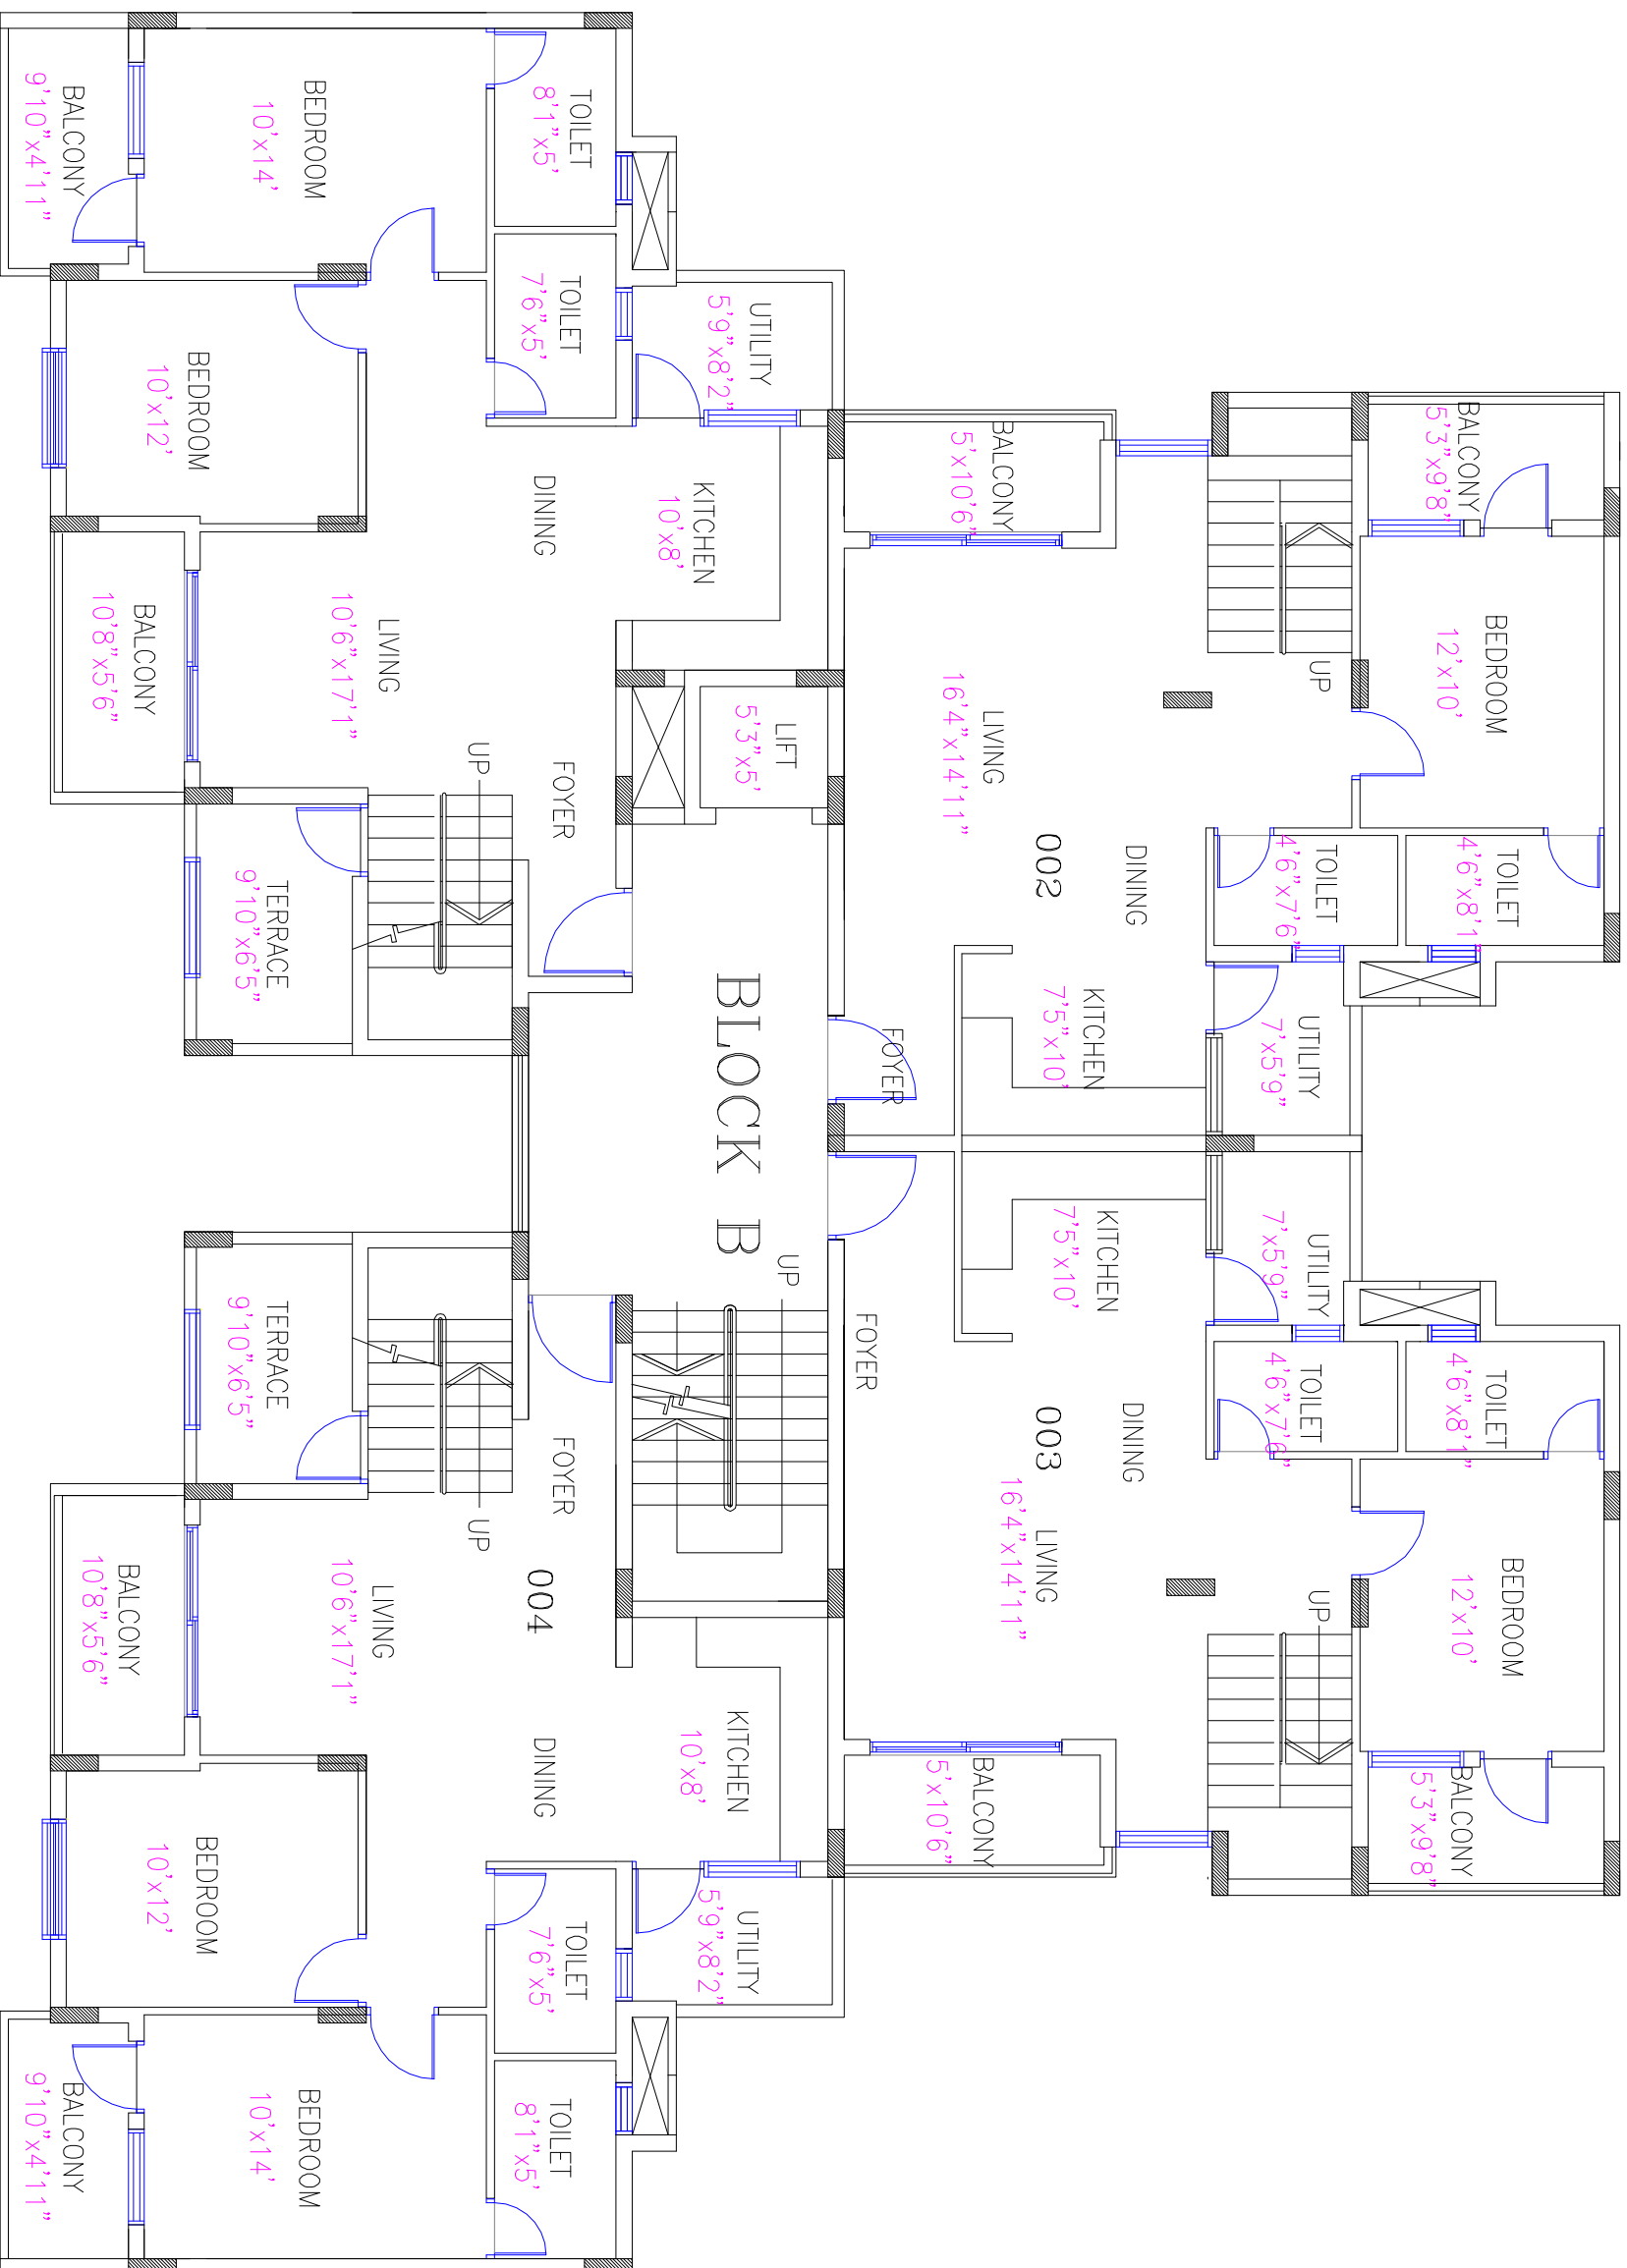 BALCONY
9'10"x4'11"
BEDROOM
10'x14'
TOILET
8'1"x5'
TOILET
7'6"x5'
UTILITY
5'9"x8'2"
BEDROOM
10'x12'
DINING
KITCHEN
10'x8'
BALCONY
10'8"x5'6"
LIVING
10'6"x17'1"
UP
FOYER
LIFT
5'3"x5'
TERRACE
9'10"x6'5"
BALCONY
5'x10'6"
BALCONY
5'3"x9'8"
BEDROOM
12'x10'
UP
LIVING
16'4"x14'11"
002
DINING
TOILET
4'6"x7'6"
TOILET
4'6"x8'1"
KITCHEN
7'5"x10'
UTILITY
7'x5'9"
FOYER
BLOCK B
UP
KITCHEN
7'5"x10'
UTILITY
7'x5'9"
FOYER
003
DINING
TOILET
4'6"x7'6"
TOILET
4'6"x8'1"
LIVING
16'4"x14'11"
UP
BEDROOM
12'x10'
BALCONY
5'x10'6"
BALCONY
5'3"x9'8"
TERRACE
9'10"x6'5"
FOYER
UP
004
BALCONY
10'8"x5'6"
LIVING
10'6"x17'1"
DINING
KITCHEN
10'x8'
BEDROOM
10'x12'
TOILET
7'6"x5'
UTILITY
5'9"x8'2"
BALCONY
9'10"x4'11"
BEDROOM
10'x14'
TOILET
8'1"x5'